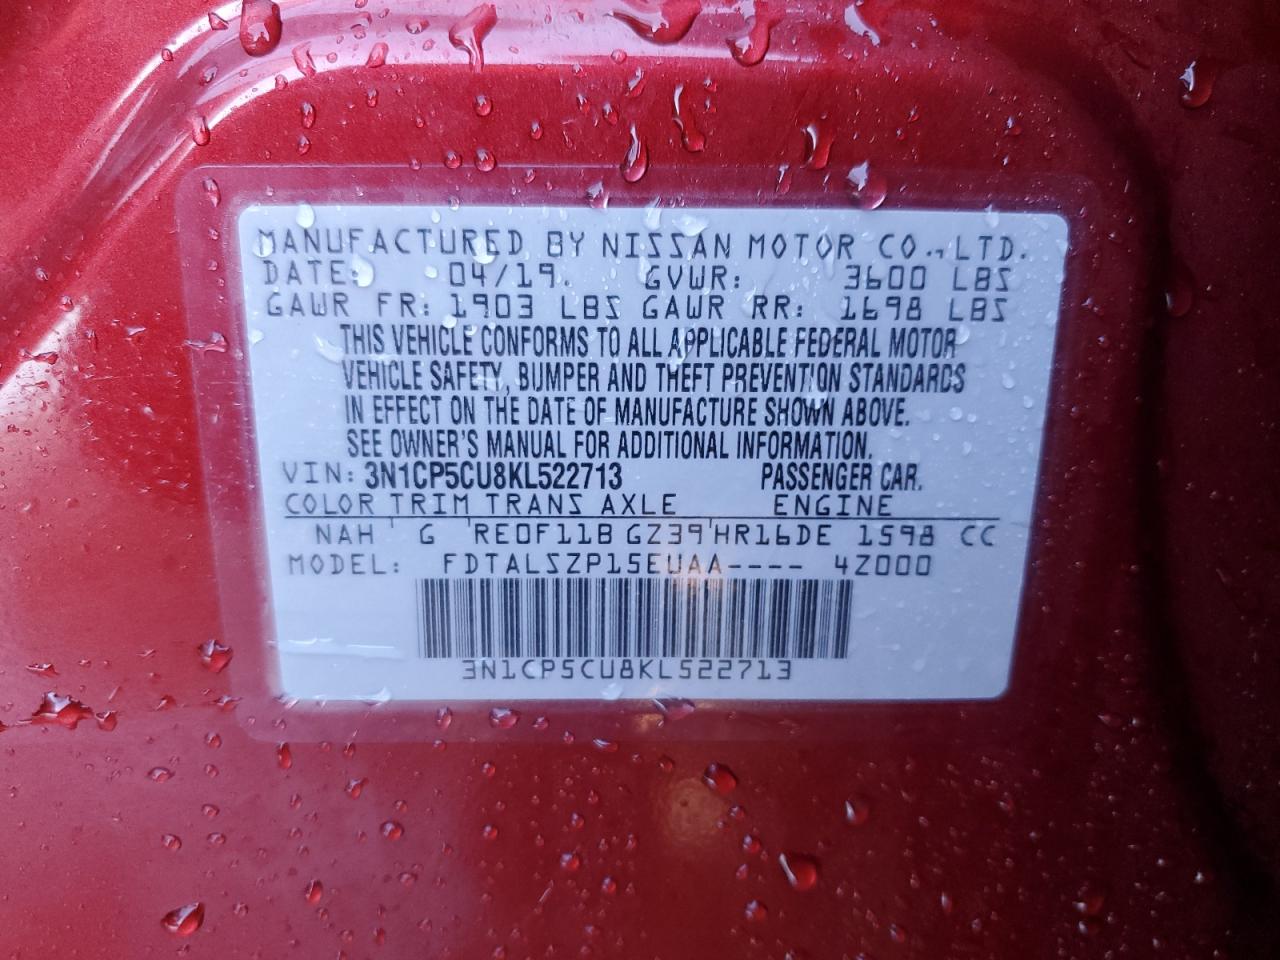 MANUFACTURED BY NISSAN MOTOR CO., LTD.
DATE: 04/19. GVWR: 3600 LBS
GAWR FR: 1903 LBS GAWR RR: 1698 LBS
THIS VEHICLE CONFORMS TO ALL APPLICABLE FEDERAL MOTOR
VEHICLE SAFETY, BUMPER AND THEFT PREVENTION STANDARDS
IN EFFECT ON THE DATE OF MANUFACTURE SHOWN ABOVE.
SEE OWNER'S MANUAL FOR ADDITIONAL INFORMATION.
VIN: 3N1CP5CU8KL522713 PASSENGER CAR.
COLOR TRIM TRANS AXLE ENGINE
NAH ' G 'RE0F11B GZ39'HR16DE 1598 CC
MODEL: FDTALSZP15EUAA---- 4Z000
3N1CP5CU8KL522713